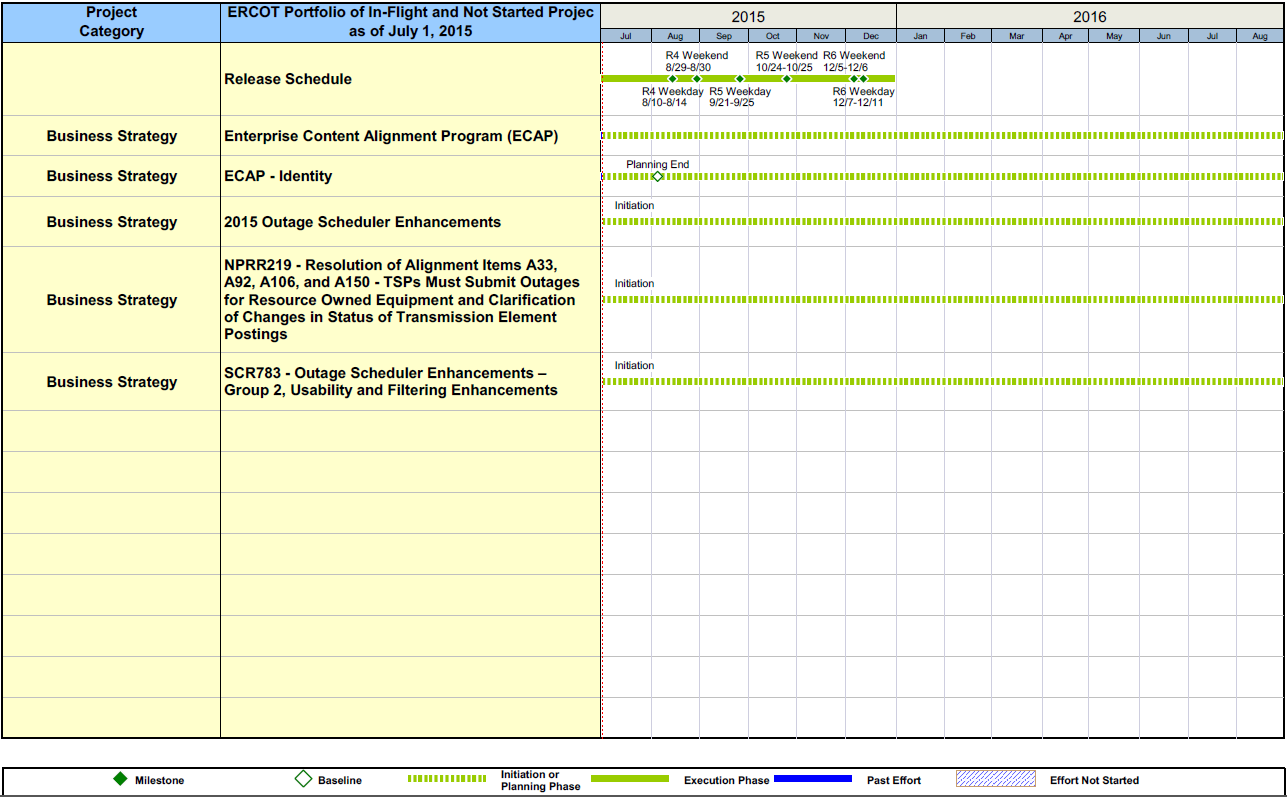 Project
Category
ERCOT Portfolio of In-Flight and Not Started Projec
as of July 1, 2015
2015
2016
Jul
Aug
Sep
Oct
Nov
Dec
Jan
Feb
Mar
Apr
May
Jun
Jul
Aug
Release Schedule
R4 Weekend
8/29-8/30
R5 Weekend
10/24-10/25
R6 Weekend
12/5-12/6
R4 Weekday
8/10-8/14
R5 Weekday
9/21-9/25
R6 Weekday
12/7-12/11
Business Strategy
Enterprise Content Alignment Program (ECAP)
Business Strategy
ECAP - Identity
Planning End
Business Strategy
2015 Outage Scheduler Enhancements
Initiation
Business Strategy
NPRR219 - Resolution of Alignment Items A33,
A92, A106, and A150 - TSPs Must Submit Outages
for Resource Owned Equipment and Clarification
of Changes in Status of Transmission Element
Postings
Initiation
Business Strategy
SCR783 - Outage Scheduler Enhancements –
Group 2, Usability and Filtering Enhancements
Initiation
Milestone
Baseline
Initiation or
Planning Phase
Execution Phase
Past Effort
Effort Not Started